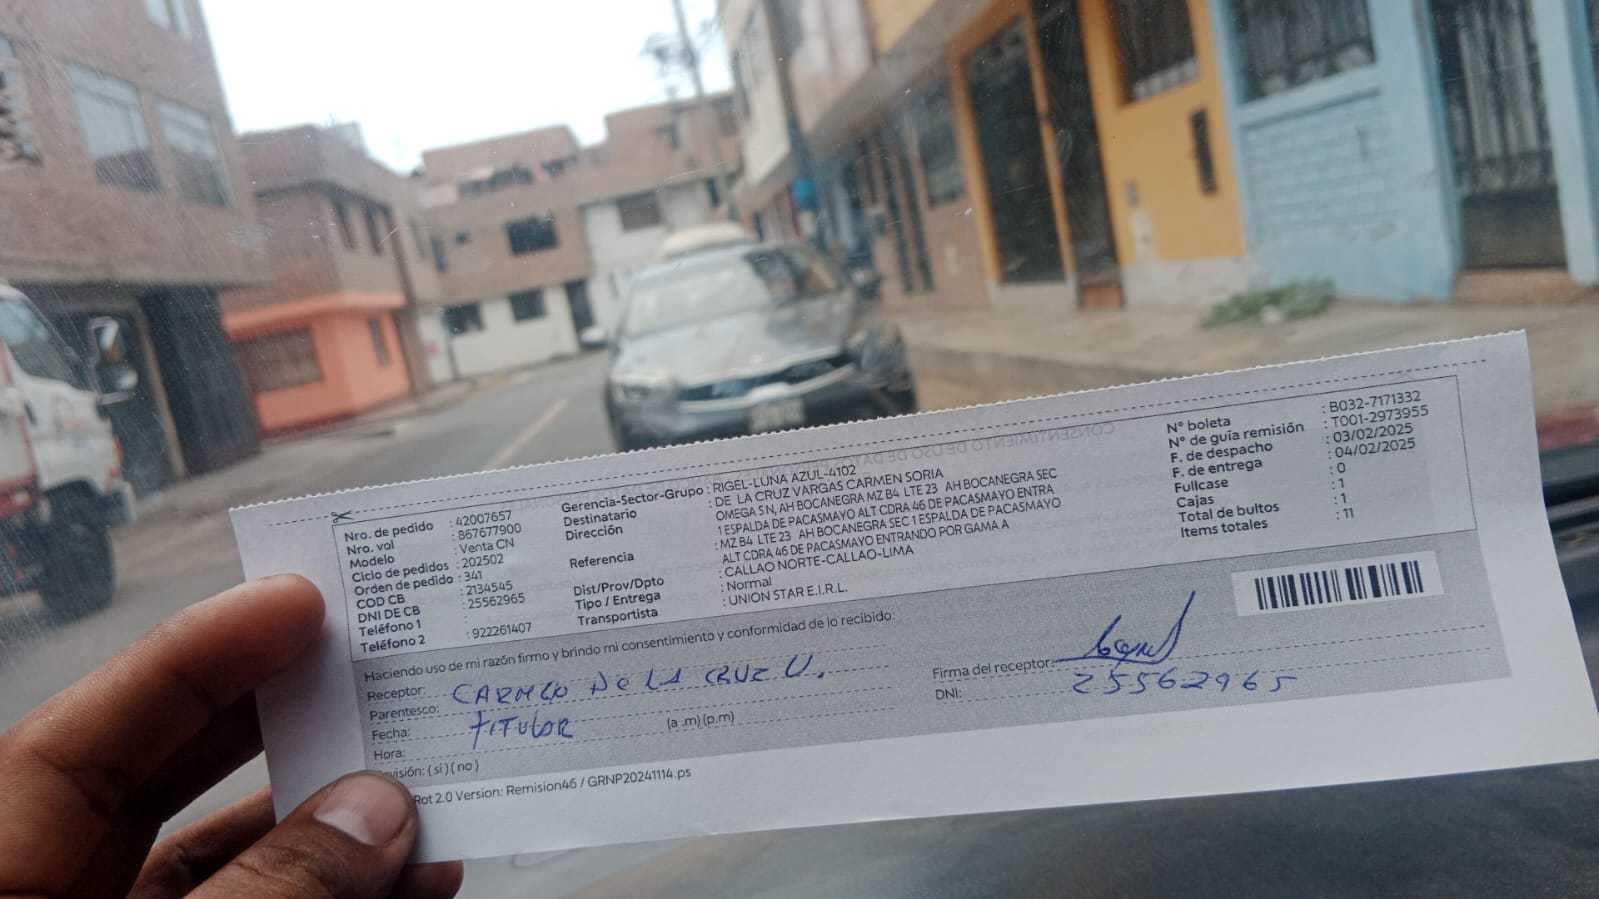 Nro. de pedido : 42007657
Nro. vol : 867677900
Modelo : Venta CN
Ciclo de pedidos : 202502
Orden de pedido : 341
COD CB : 2134545
DNI DE CB : 25562965
Teléfono 1 :
Teléfono 2 : 922261407
Gerencia-Sector-Grupo : RIGEL-LUNA AZUL-4102
Destinatario : DE LA CRUZ VARGAS CARMEN SORIA
Dirección : OMEGA SN, AH BOCANEGRA MZ B4 LTE 23 AH BOCANEGRA SEC
1 ESPALDA DE PACASMAYO ALT CDRA 46 DE PACASMAYO ENTRA
Referencia : MZ B4 LTE 23 AH BOCANEGRA SEC 1 ESPALDA DE PACASMAYO
ALT CDRA 46 DE PACASMAYO ENTRANDO POR GAMA A
Dist/Prov/Dpto : CALLAO NORTE-CALLAO-LIMA
Tipo / Entrega : Normal
Transportista : UNION STAR E.I.R.L.
N° boleta : B032-7171332
N° de guía remisión : T001-2973955
F. de despacho : 03/02/2025
F. de entrega : 04/02/2025
Fullcase : 0
Cajas : 1
Total de bultos : 1
Items totales : 11
Haciendo uso de mi razón firmo y brindo mi consentimiento y conformidad de lo recibido:
Receptor: CARMEN DE LA CRUZ V.
Parentesco: TITULAR
Fecha:
Hora: (a .m) (p.m)
visión: ( si ) ( no )
Firma del receptor:
DNI: 25562965
Rot 2.0 Version: Remision46 / GRNP20241114.ps
CONSENTIMIENTO DE USO DE DA